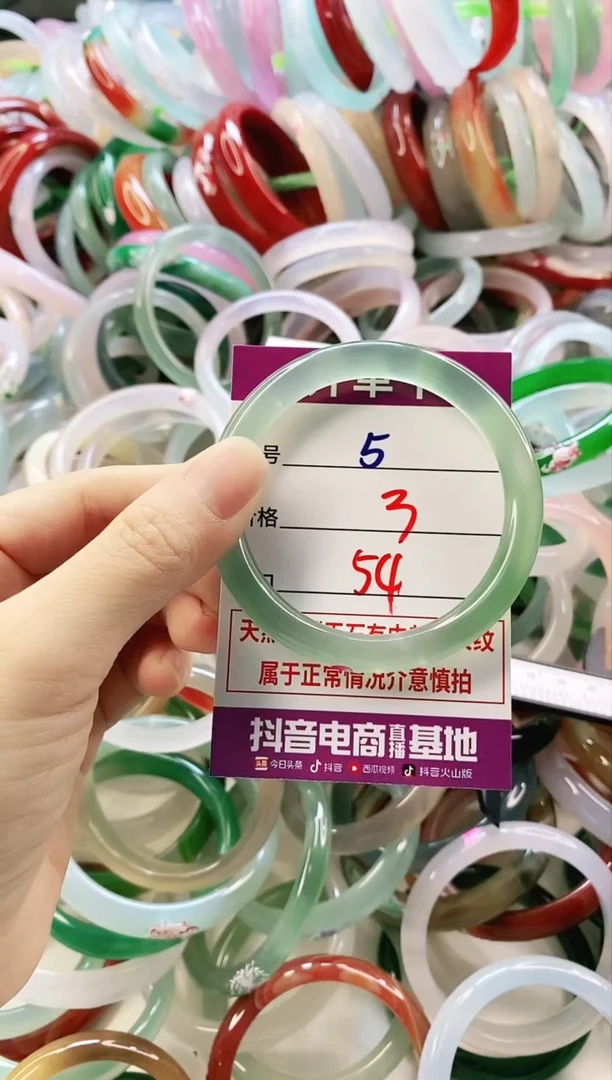 号 5
格 3
54
属于正常情况介意慎拍
抖音电商直播基地
头条 今日头条 抖音 西瓜视频 抖音火山版